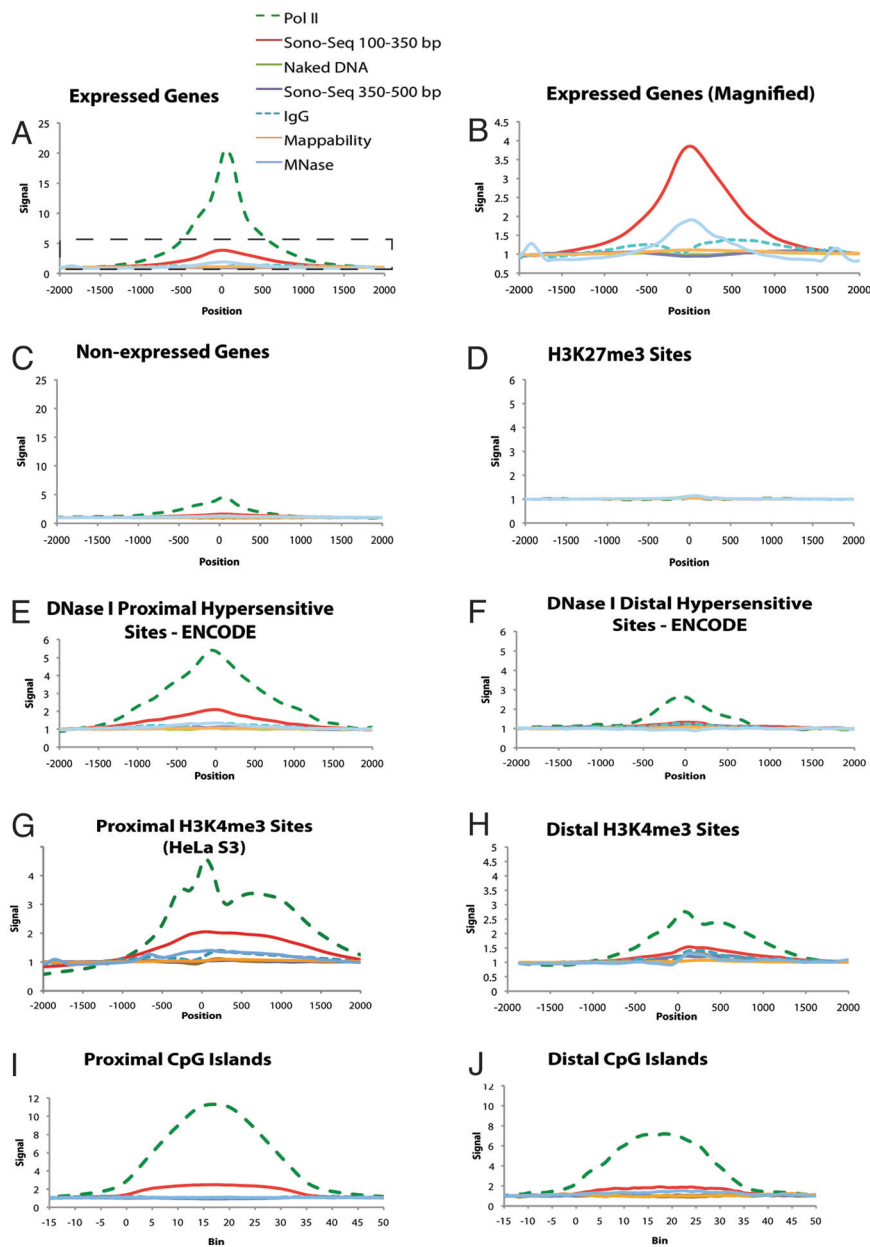 Pol II
Sono-Seq 100-350 bp
Naked DNA
Sono-Seq 350-500 bp
IgG
Mappability
MNase
Expressed Genes
A
25
20
15
10
5
0
Signal
-2000 -1500 -1000 -500 0 500 1000 1500 2000
Position
Expressed Genes (Magnified)
B
4.5
4
3.5
3
2.5
2
1.5
1
0.5
Signal
-2000 -1500 -1000 -500 0 500 1000 1500 2000
Position
C
Non-expressed Genes
25
20
15
10
5
0
Signal
-2000 -1500 -1000 -500 0 500 1000 1500 2000
Position
D
H3K27me3 Sites
6
5
4
3
2
1
0
Signal
-2000 -1500 -1000 -500 0 500 1000 1500 2000
Position
E
DNase I Proximal Hypersensitive
Sites - ENCODE
6
5
4
3
2
1
0
Signal
-2000 -1500 -1000 -500 0 500 1000 1500 2000
Position
F
DNase I Distal Hypersensitive
Sites - ENCODE
6
5
4
3
2
1
0
Signal
-2000 -1500 -1000 -500 0 500 1000 1500 2000
Position
G
Proximal H3K4me3 Sites
(HeLa S3)
5
4
3
2
1
0
Signal
-2000 -1500 -1000 -500 0 500 1000 1500 2000
Position
H
Distal H3K4me3 Sites
5
4.5
4
3.5
3
2.5
2
1.5
1
0.5
0
Signal
-2000 -1500 -1000 -500 0 500 1000 1500 2000
Position
I
Proximal CpG Islands
12
10
8
6
4
2
0
Signal
-15 -10 -5 0 5 10 15 20 25 30 35 40 45 50
Bin
J
Distal CpG Islands
12
10
8
6
4
2
0
Signal
-15 -10 -5 0 5 10 15 20 25 30 35 40 45 50
Bin